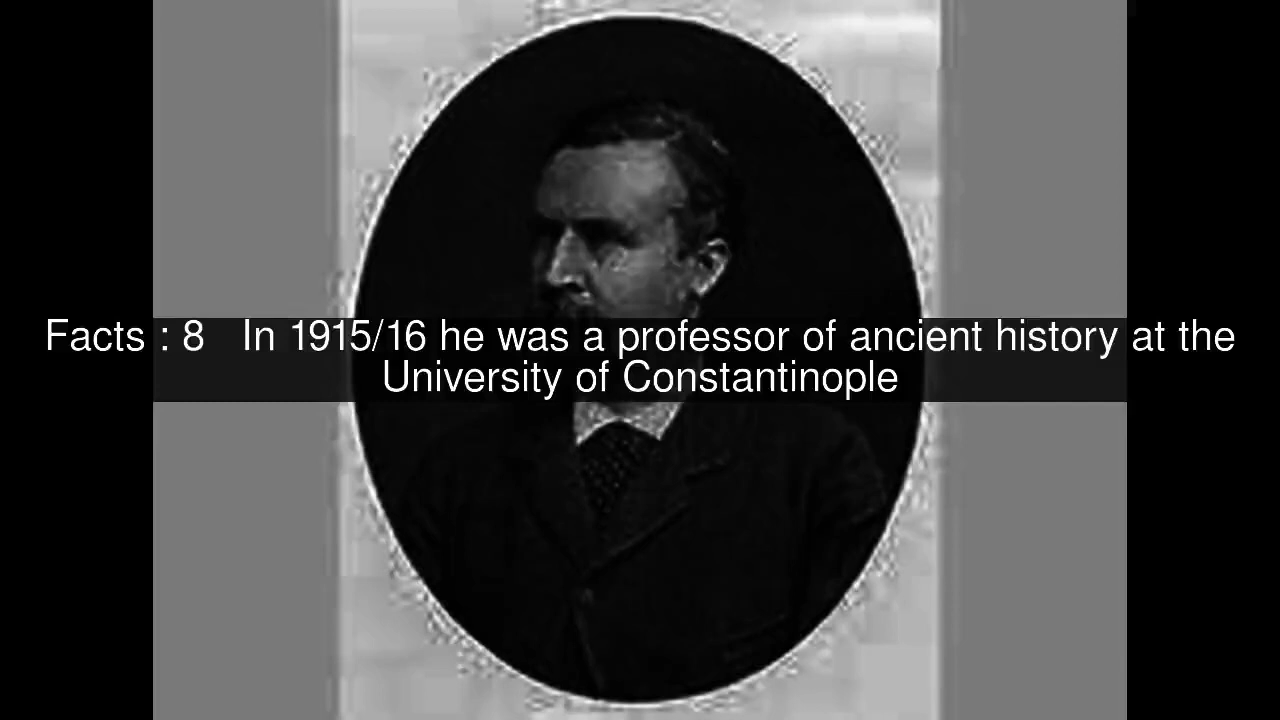 Facts : 8   In 1915/16 he was a professor of ancient history at the
University of Constantinople